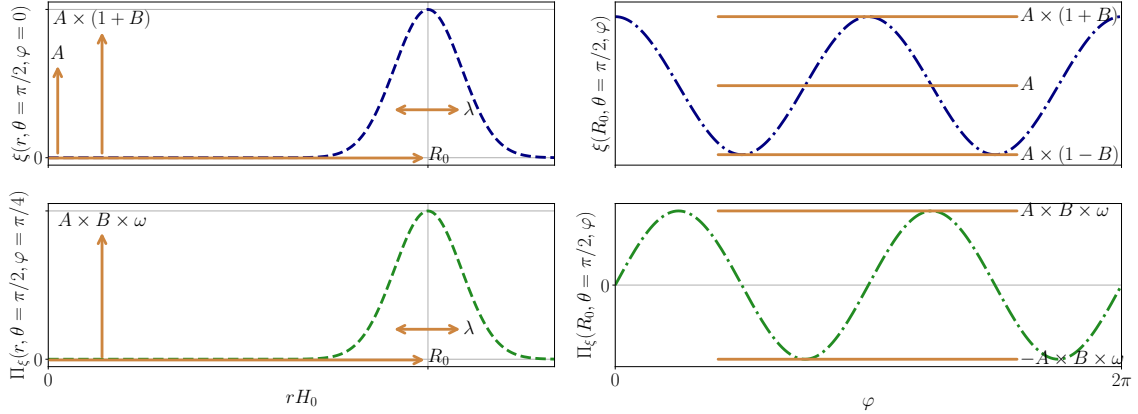 ξ(r, θ = π/2, φ = 0)
A × (1 + B)
A
λ
R₀
0
ξ(R₀, θ = π/2, φ)
A × (1 + B)
A
A × (1 − B)
Π_ξ(r, θ = π/2, φ = π/4)
A × B × ω
λ
R₀
0
0
rH₀
Π_ξ(R₀, θ = π/2, φ)
A × B × ω
0
−A × B × ω
0
2π
φ